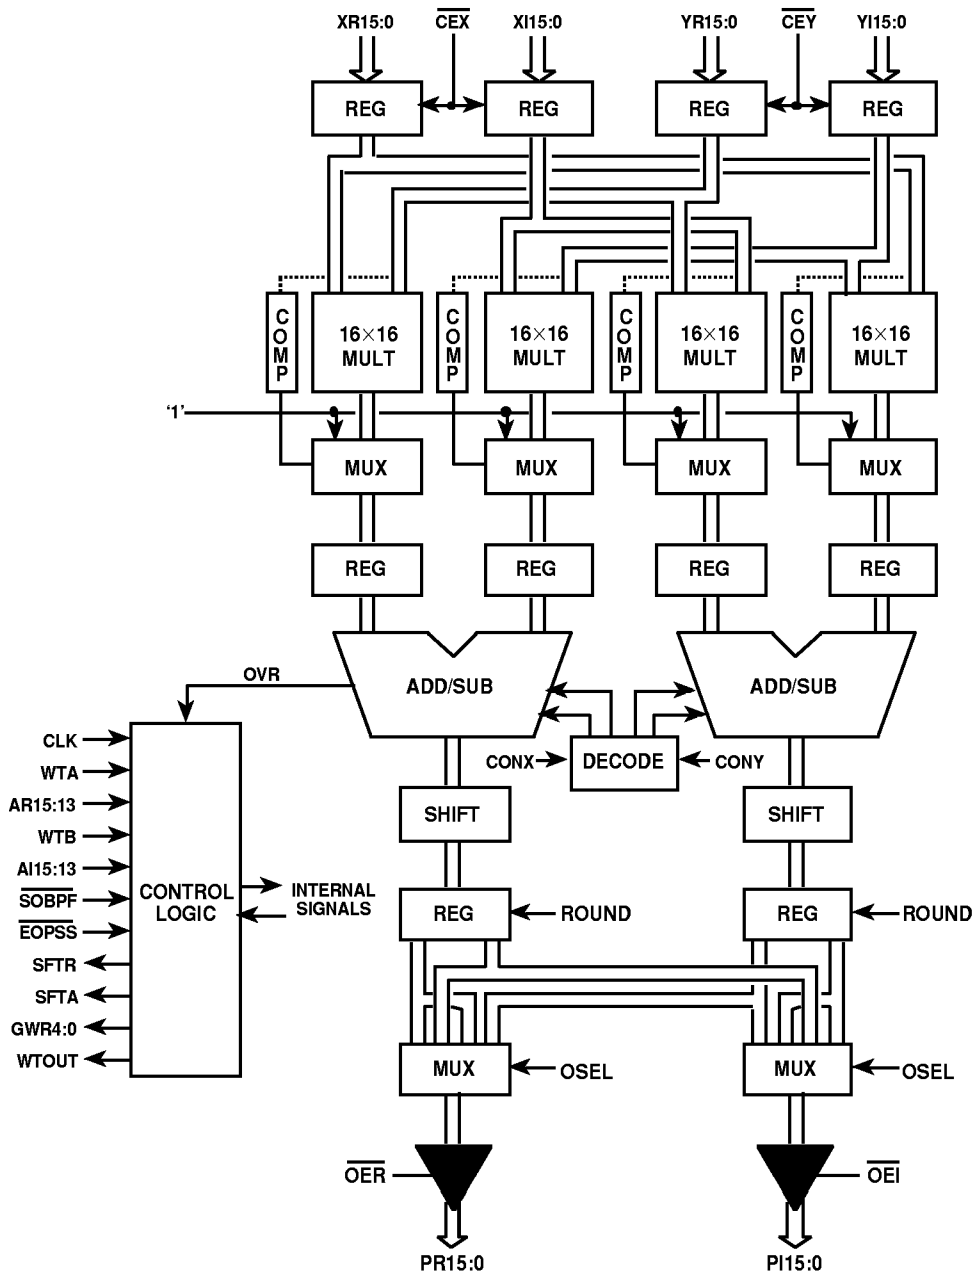 XR15:0 CEX XI15:0 YR15:0 CEY YI15:0
REG REG REG REG
C
O
M
P
16×16
MULT
C
O
M
P
16×16
MULT
C
O
M
P
16×16
MULT
C
O
M
P
16×16
MULT
'1'
MUX MUX MUX MUX
REG REG REG REG
OVR
ADD/SUB ADD/SUB
CONX DECODE CONY
CLK
WTA
AR15:13
WTB
AI15:13
SOBPF
EOPSS
SFTR
SFTA
GWR4:0
WTOUT
CONTROL
LOGIC
INTERNAL
SIGNALS
SHIFT SHIFT
REG ROUND REG ROUND
MUX OSEL MUX OSEL
OER OEI
PR15:0 PI15:0